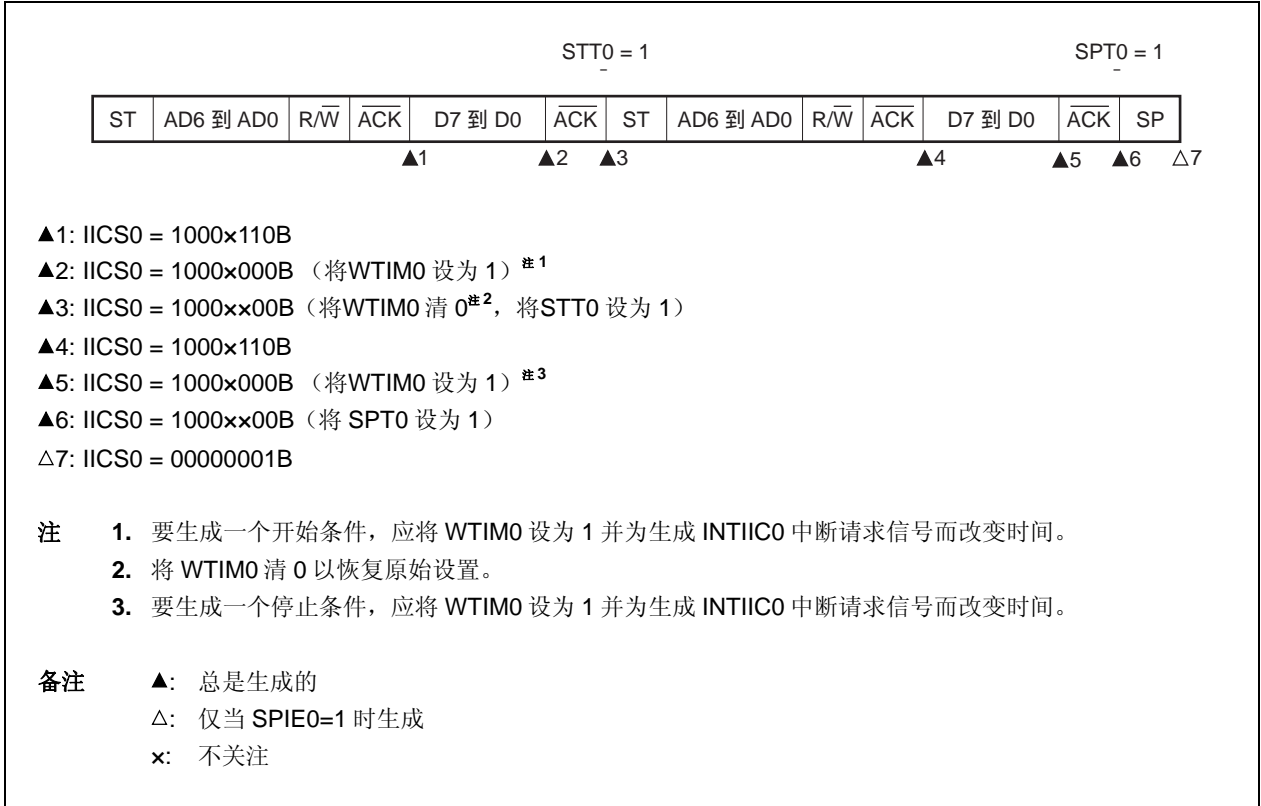 STT0 = 1 SPT0 = 1
ST AD6 到 AD0 R/W̅ A̅C̅K̅ D7 到 D0 A̅C̅K̅ ST AD6 到 AD0 R/W̅ A̅C̅K̅ D7 到 D0 A̅C̅K̅ SP
▲1 ▲2 ▲3 ▲4 ▲5 ▲6 △7
▲1: IICS0 = 1000×110B
▲2: IICS0 = 1000×000B （将WTIM0 设为 1）注 1
▲3: IICS0 = 1000××00B（将WTIM0 清 0注 2，将STT0 设为 1）
▲4: IICS0 = 1000×110B
▲5: IICS0 = 1000×000B （将WTIM0 设为 1）注 3
▲6: IICS0 = 1000××00B（将 SPT0 设为 1）
△7: IICS0 = 00000001B
注 1. 要生成一个开始条件，应将 WTIM0 设为 1 并为生成 INTIIC0 中断请求信号而改变时间。
2. 将 WTIM0 清 0 以恢复原始设置。
3. 要生成一个停止条件，应将 WTIM0 设为 1 并为生成 INTIIC0 中断请求信号而改变时间。
备注 ▲: 总是生成的
△: 仅当 SPIE0=1 时生成
×: 不关注